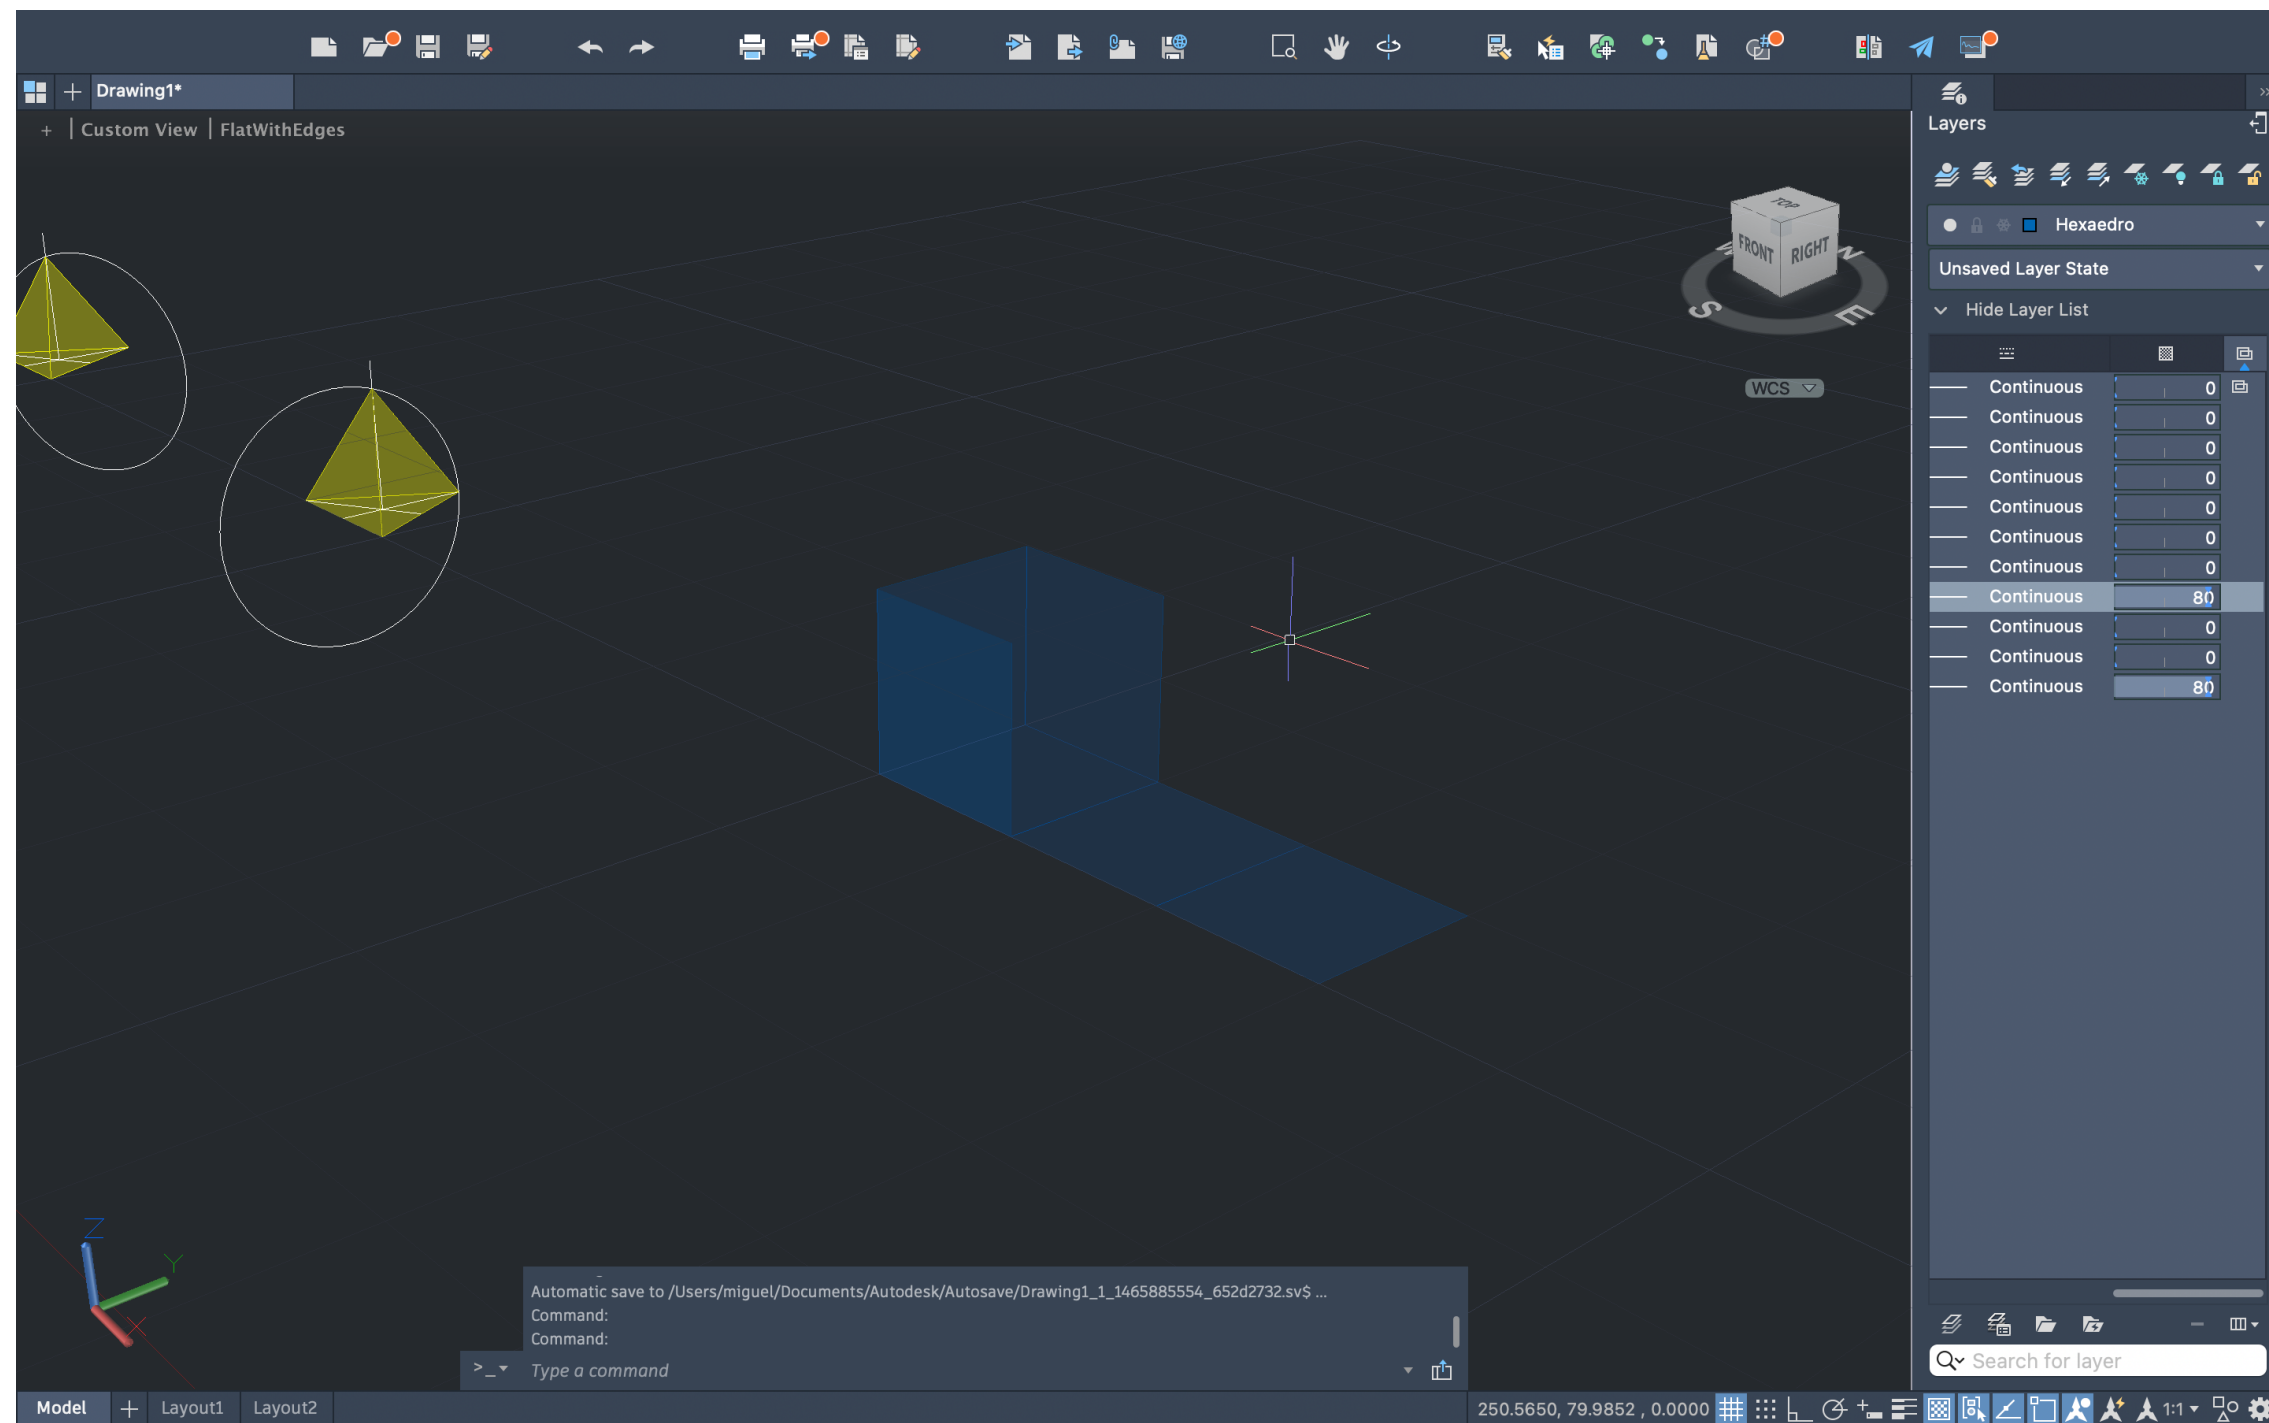 Drawing1*
+ | Custom View | FlatWithEdges
Layers
TOP
FRONT
RIGHT
N
S
E
Hexaedro
Unsaved Layer State
Hide Layer List
WCS
Continuous 0
Continuous 0
Continuous 0
Continuous 0
Continuous 0
Continuous 0
Continuous 0
Continuous 80
Continuous 0
Continuous 0
Continuous 80
Z
Y
X
Automatic save to /Users/miguel/Documents/Autodesk/Autosave/Drawing1_1_1465885554_652d2732.sv$ ...
Command:
Command:
>_ Type a command
Search for layer
Model
Layout1
Layout2
250.5650, 79.9852 , 0.0000
1:1